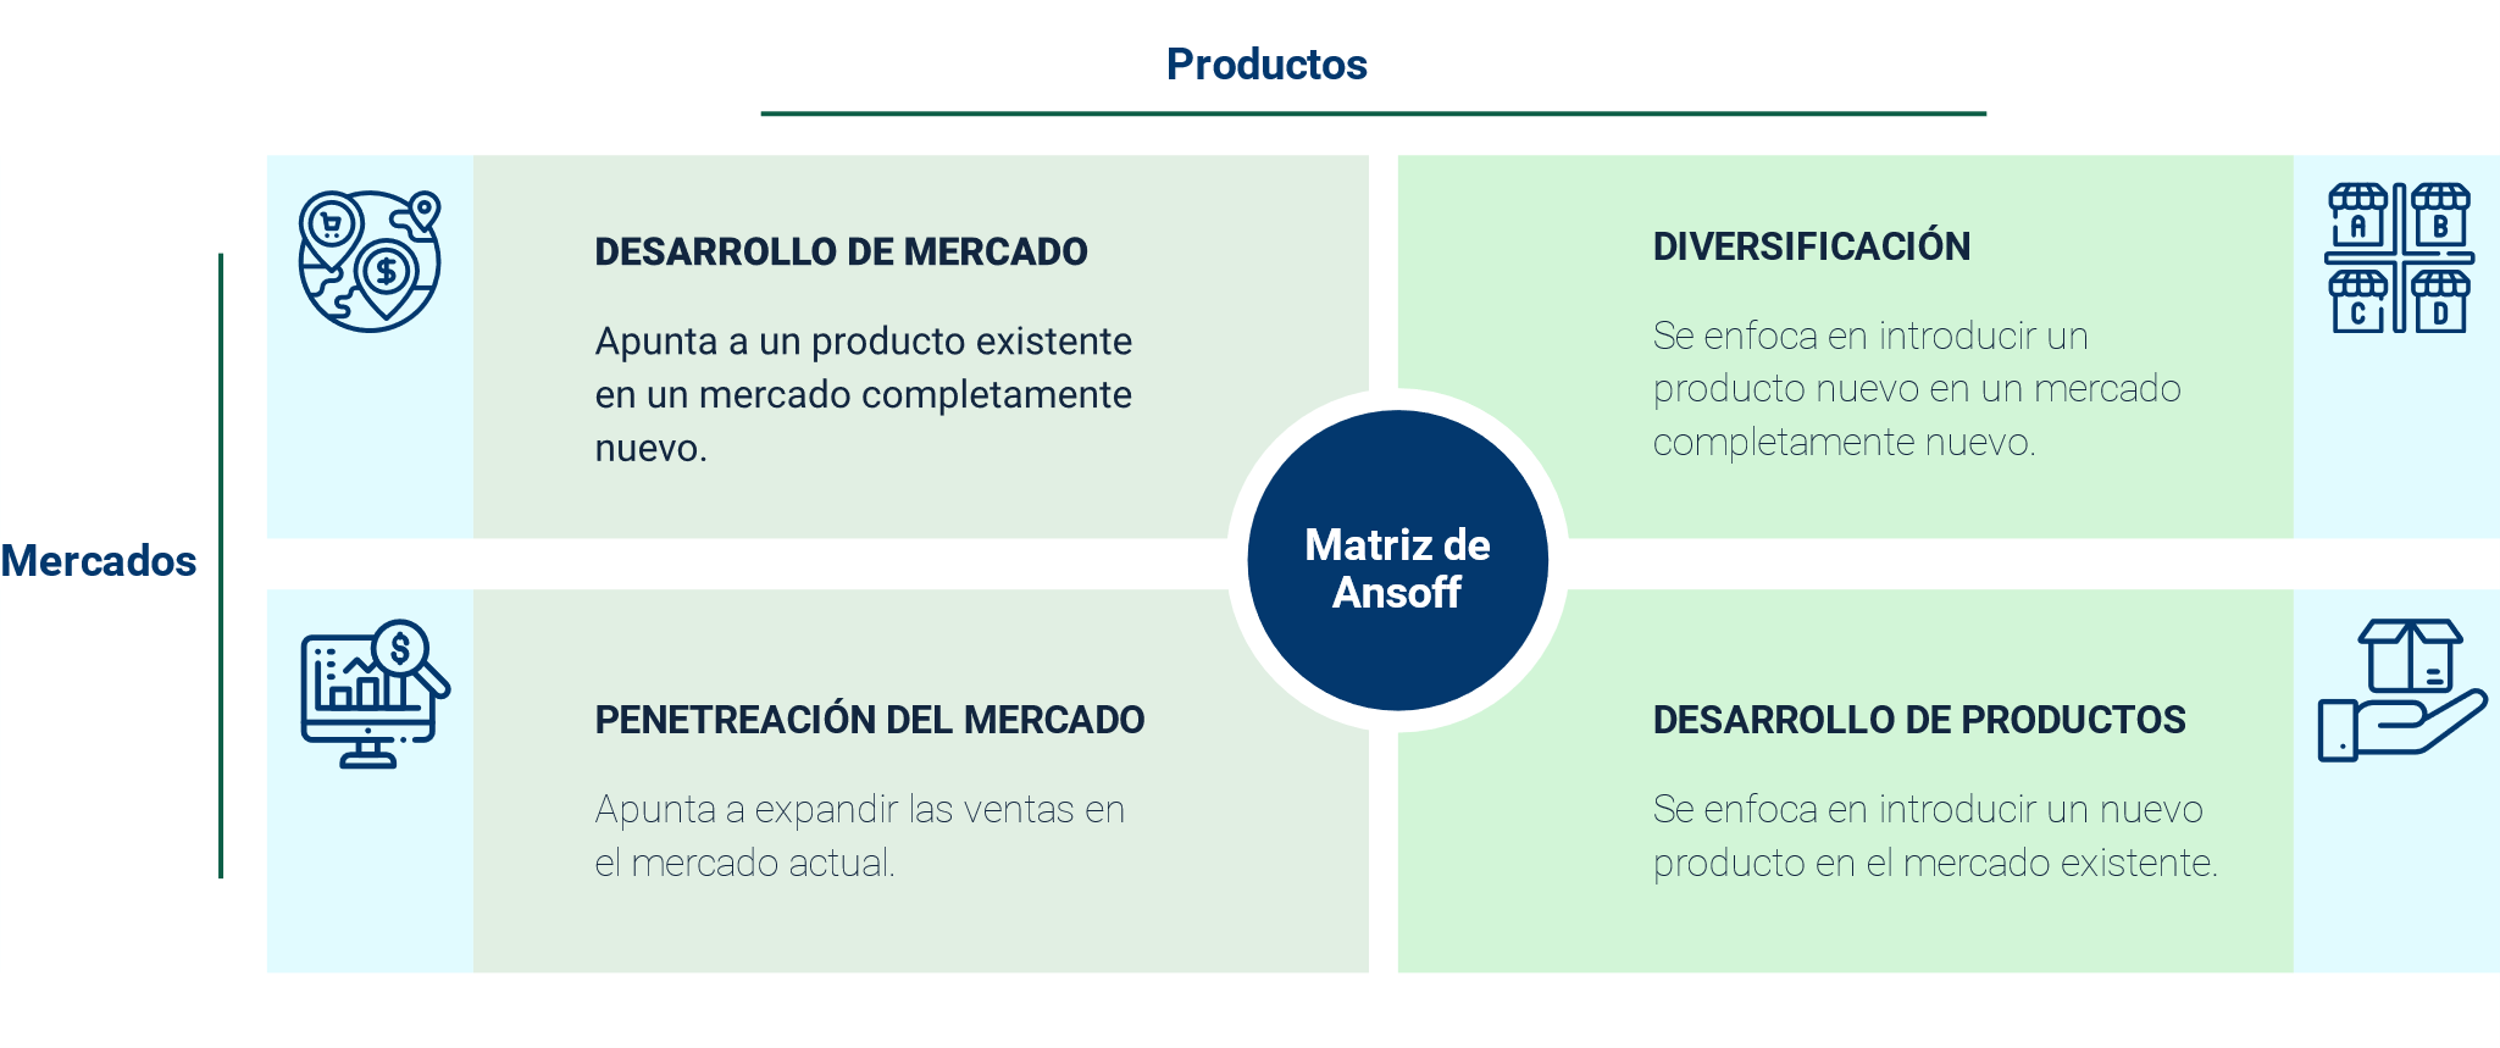 Productos
Mercados
DESARROLLO DE MERCADO
Apunta a un producto existente
en un mercado completamente
nuevo.
A
B
C
D
DIVERSIFICACIÓN
Se enfoca en introducir un
producto nuevo en un mercado
completamente nuevo.
Matriz de
Ansoff
$
PENETREACIÓN DEL MERCADO
Apunta a expandir las ventas en
el mercado actual.
$
DESARROLLO DE PRODUCTOS
Se enfoca en introducir un nuevo
producto en el mercado existente.